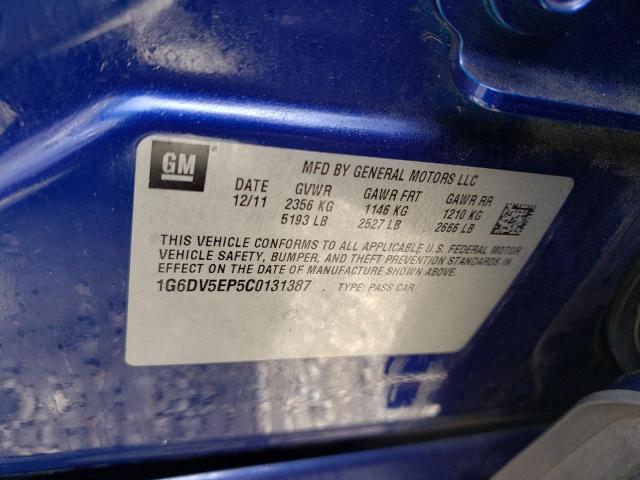 GM ®
MFD BY GENERAL MOTORS LLC
DATE GVWR GAWR FRT GAWR RR
12/11 2356 KG 1146 KG 1210 KG
5193 LB 2527 LB 2666 LB
THIS VEHICLE CONFORMS TO ALL APPLICABLE U.S. FEDERAL MOTOR
VEHICLE SAFETY, BUMPER, AND THEFT PREVENTION STANDARDS IN
EFFECT ON THE DATE OF MANUFACTURE SHOWN ABOVE.
1G6DV5EP5C0131387 TYPE: PASS CAR